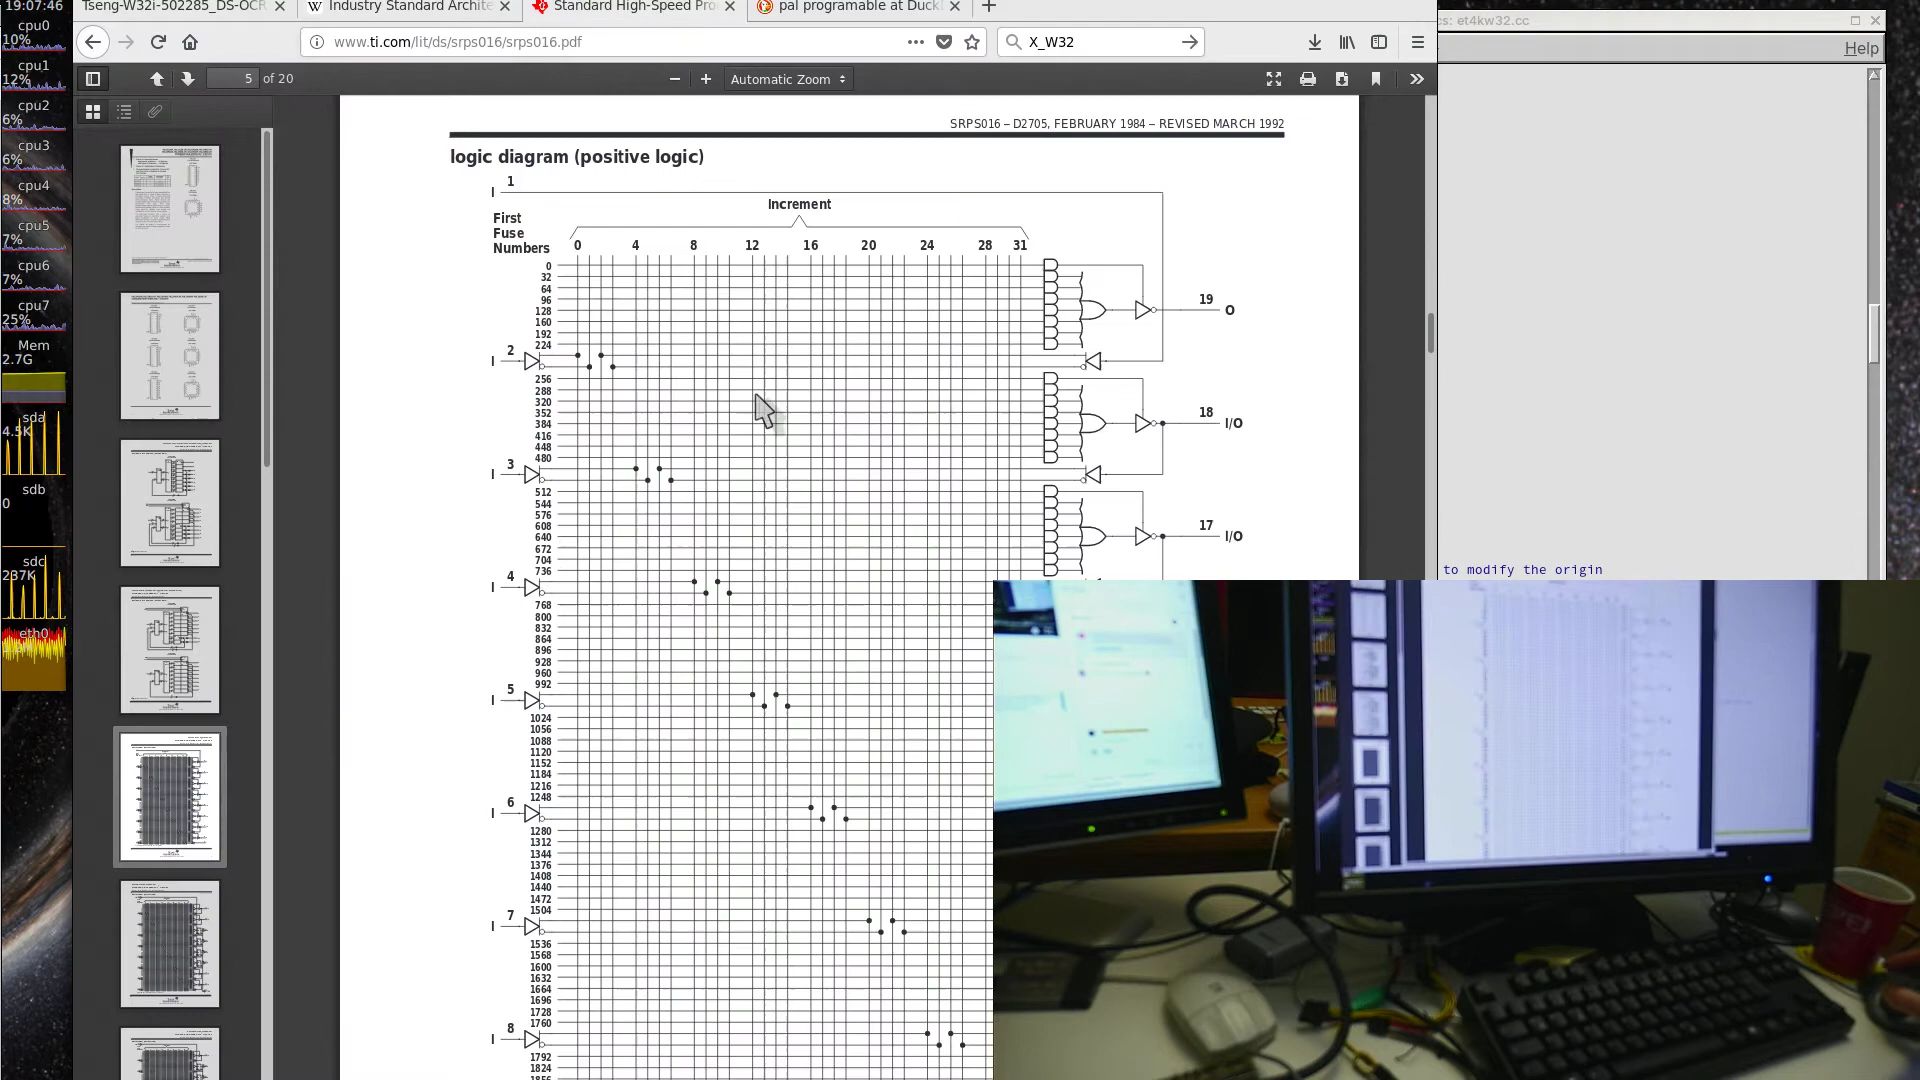 19:07:46
cpu0
10%
cpu1
12%
cpu2
6%
cpu3
6%
cpu4
8%
cpu5
7%
cpu6
7%
cpu7
25%
Mem
2.7G
sda
4.5K
sdb
0
sdc
237K
eth0
Tseng-W32i-502285_DS-OCR
Industry Standard Archite
Standard High-Speed Pro
pal programable at Duck
: et4kw32.cc
www.ti.com/lit/ds/srps016/srps016.pdf
X_W32
Help
5 of 20
Automatic Zoom
SRPS016 – D2705, FEBRUARY 1984 – REVISED MARCH 1992
logic diagram (positive logic)
I 1
Increment
First
Fuse
Numbers
0 4 8 12 16 20 24 28 31
0
32
64
96
128
160
192
224
19 O
I 2
256
288
320
352
384
416
448
480
18 I/O
I 3
512
544
576
608
640
672
704
736
17 I/O
to modify the origin
I 4
768
800
832
864
896
928
960
992
I 5
1024
1056
1088
1120
1152
1184
1216
1248
I 6
1280
1312
1344
1376
1408
1440
1472
1504
I 7
1536
1568
1600
1632
1664
1696
1728
1760
I 8
1792
1824
1856